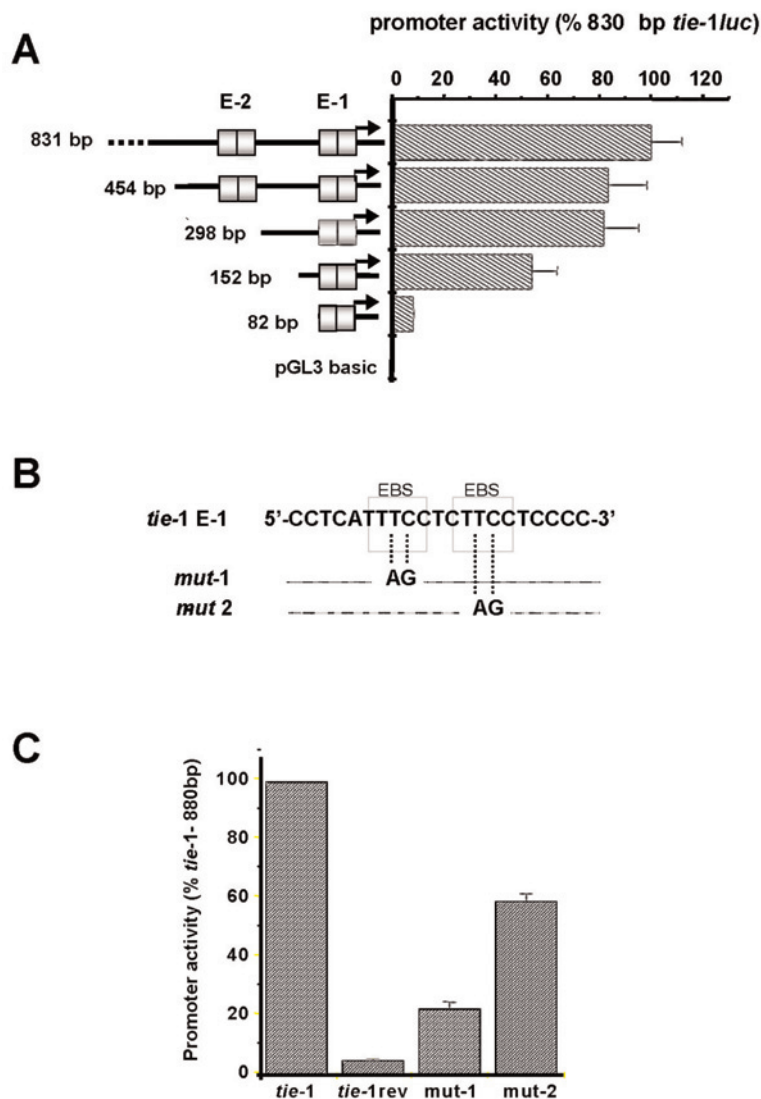 promoter activity (% 830 bp tie-1luc)
A
0 20 40 60 80 100 120
E-2 E-1
831 bp
454 bp
298 bp
152 bp
82 bp
pGL3 basic
B
EBS EBS
tie-1 E-1 5’-CCTCATTTCCTCTTCCTCCCC-3’
mut-1 AG
mut 2 AG
C
Promoter activity (% tie-1- 880bp)
100
80
60
40
20
0
tie-1 tie-1rev mut-1 mut-2